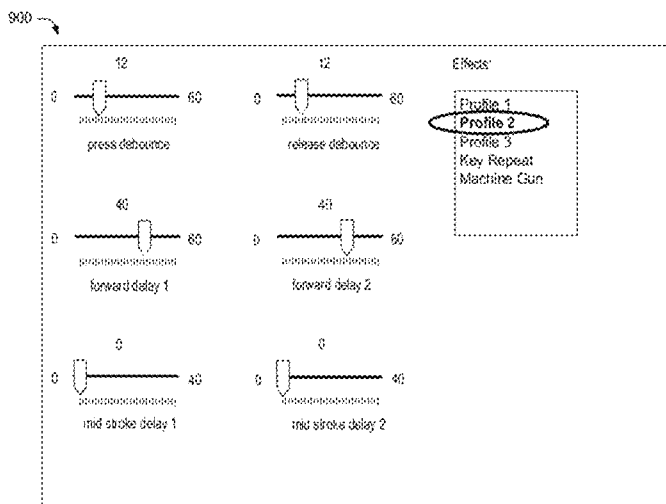 900
12 12 Effects:
0 60 0 60
press debounce release debounce
Profile 1
Profile 2
Profile 3
Key Repeat
Machine Gun
40 40
0 60 0 60
forward delay 1 forward delay 2
0 0
0 40 0 40
mid stroke delay 1 mid stroke delay 2